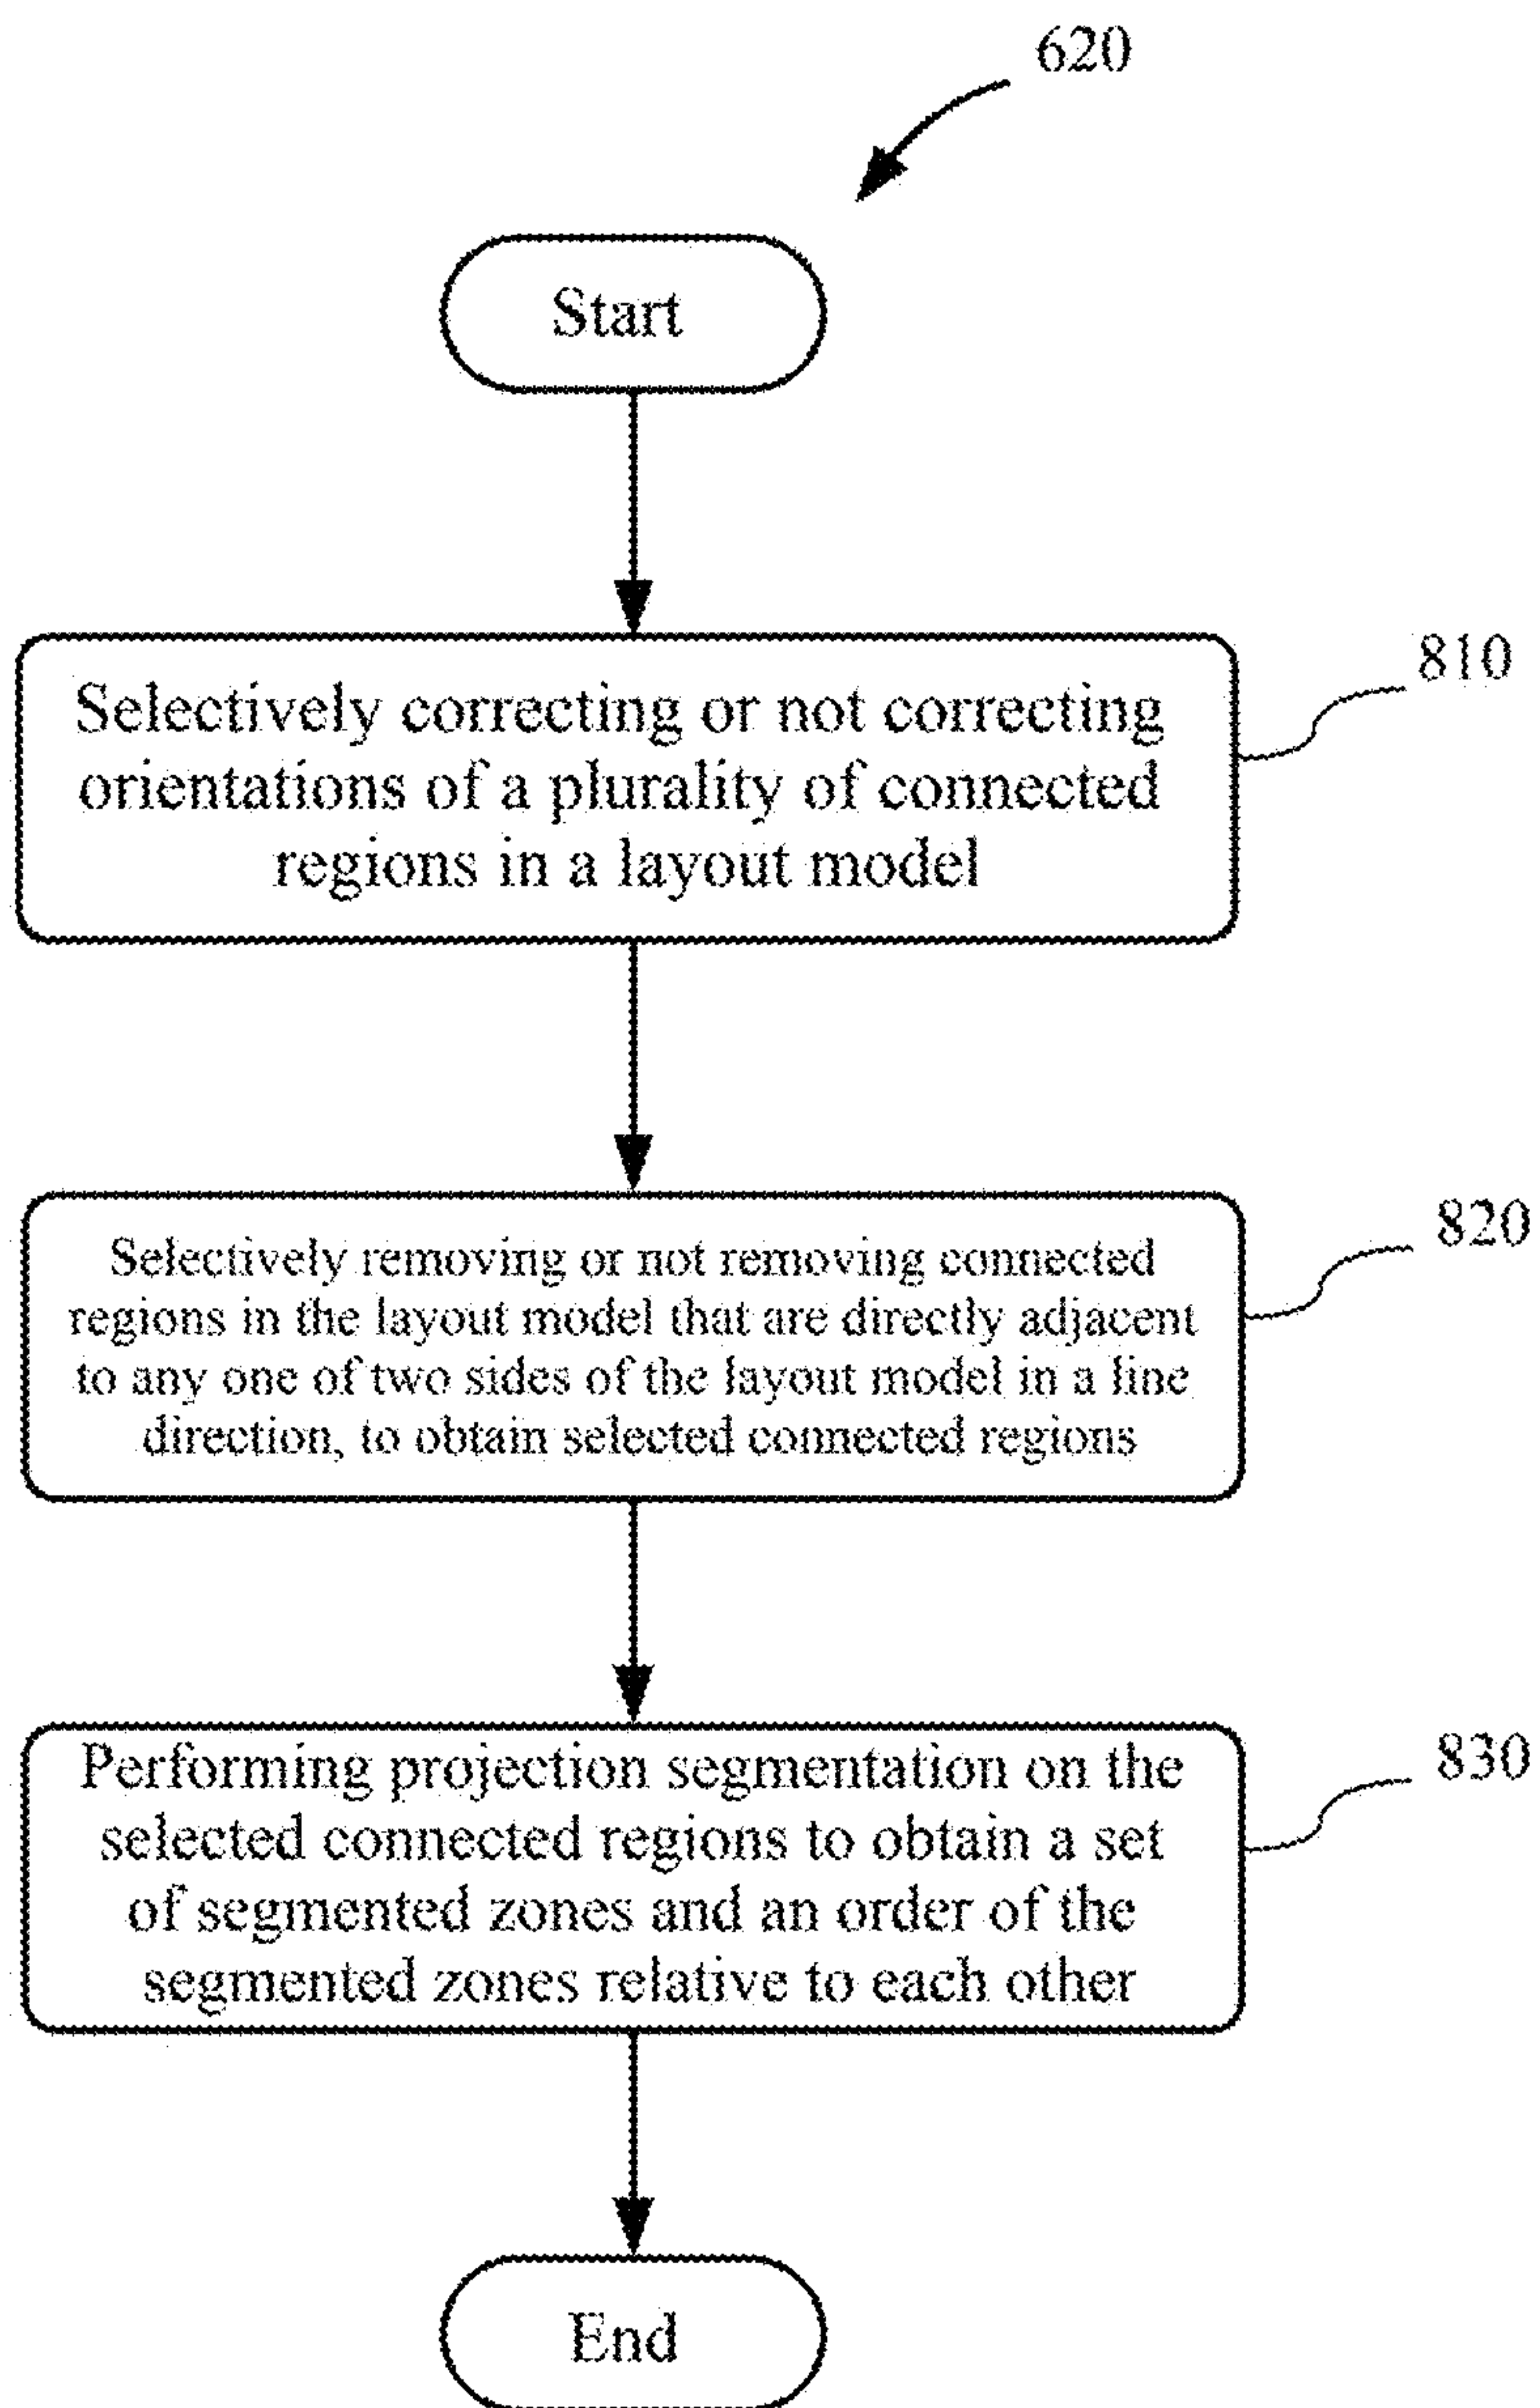 620
Start
810
Selectively correcting or not correcting
orientations of a plurality of connected
regions in a layout model
820
Selectively removing or not removing connected
regions in the layout model that are directly adjacent
to any one of two sides of the layout model in a line
direction, to obtain selected connected regions
830
Performing projection segmentation on the
selected connected regions to obtain a set
of segmented zones and an order of the
segmented zones relative to each other
End